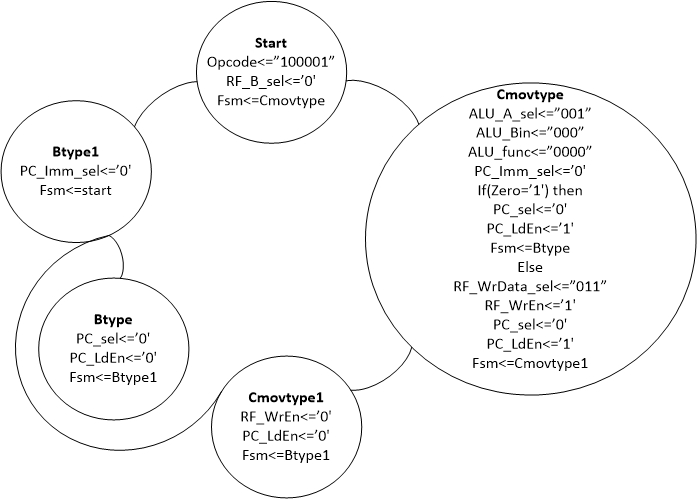 Start
Opcode<=”100001”
RF_B_sel<=’0’
Fsm<=Cmovtype
Cmovtype
ALU_A_sel<=”001”
ALU_Bin<=”000”
ALU_func<=”0000”
PC_Imm_sel<=’0’
If(Zero=’1’) then
PC_sel<=’0’
PC_LdEn<=’1’
Fsm<=Btype
Else
RF_WrData_sel<=”011”
RF_WrEn<=’1’
PC_sel<=’0’
PC_LdEn<=’1’
Fsm<=Cmovtype1
Btype1
PC_Imm_sel<=’0’
Fsm<=start
Btype
PC_sel<=’0’
PC_LdEn<=’0’
Fsm<=Btype1
Cmovtype1
RF_WrEn<=’0’
PC_LdEn<=’0’
Fsm<=Btype1